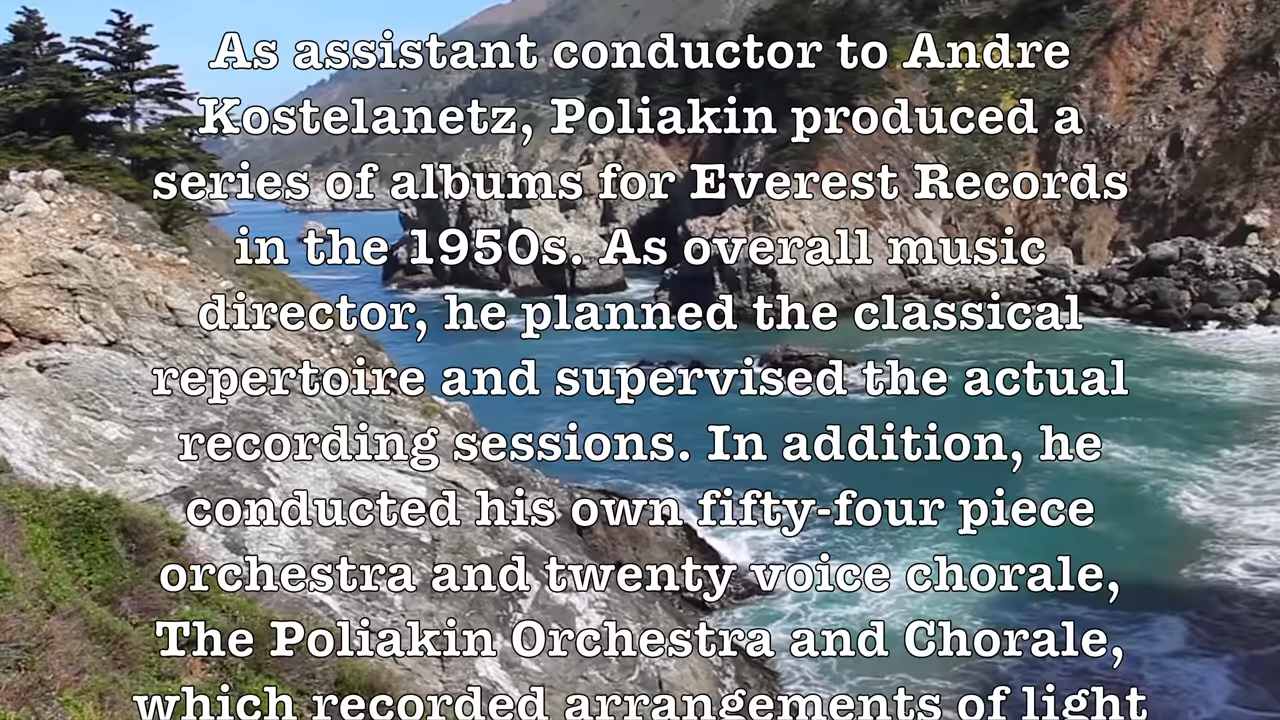 As assistant conductor to Andre
Kostelanetz, Poliakin produced a
series of albums for Everest Records
in the 1950s. As overall music
director, he planned the classical
repertoire and supervised the actual
recording sessions. In addition, he
conducted his own fifty-four piece
orchestra and twenty voice chorale,
The Poliakin Orchestra and Chorale,
which recorded arrangements of light